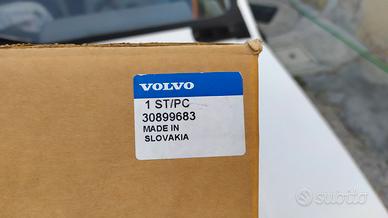 VOLVO
1 ST/PC
30899683
MADE IN
SLOVAKIA
subito